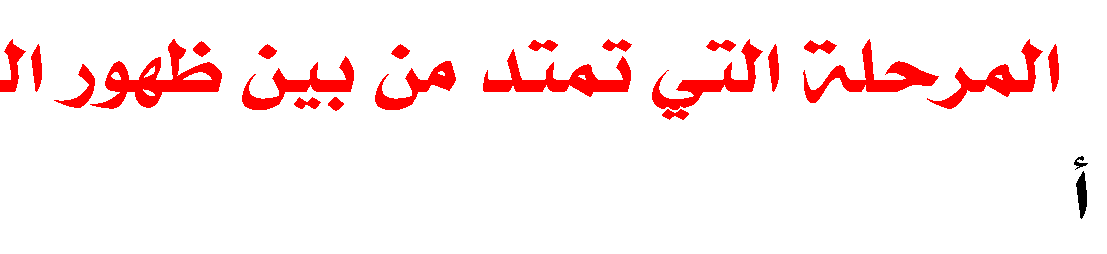 المرحلة التي تمتد من بين ظهور ال
أ